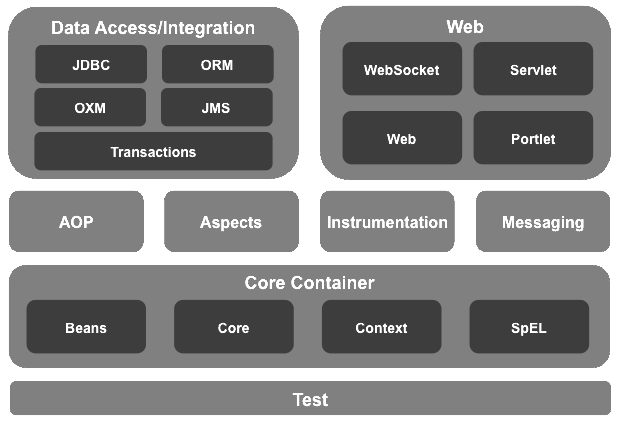 Data Access/Integration
JDBC
ORM
OXM
JMS
Transactions
Web
WebSocket
Servlet
Web
Portlet
AOP
Aspects
Instrumentation
Messaging
Core Container
Beans
Core
Context
SpEL
Test